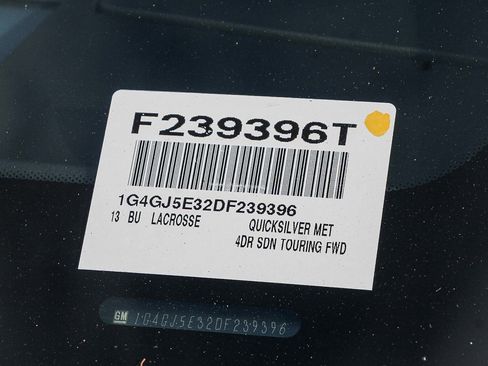 F239396T
1G4GJ5E32DF239396
13 BU LACROSSE QUICKSILVER MET
4DR SDN TOURING FWD
GM 1G4GJ5E32DF239396